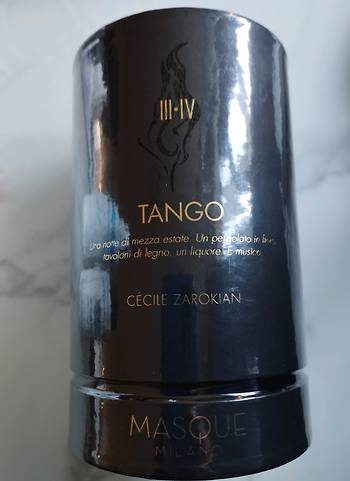 III·IV
TANGO
Una notte di mezza estate. Un pergolato in fiore,
tavoloni di legno, un liquore. E musica.
CÉCILE ZAROKIAN
MASQUE
MILANO